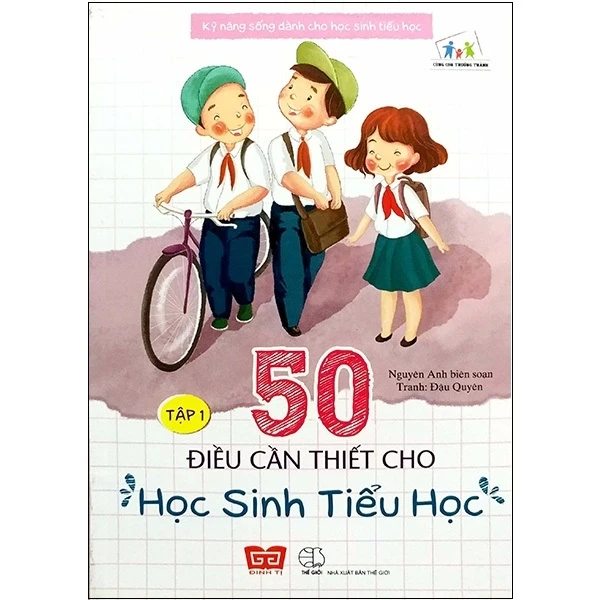 Kỹ năng sống dành cho học sinh tiểu học
CÙNG CON TRƯỞNG THÀNH
50
Nguyên Anh biên soạn
Tranh: Đậu Quyên
TẬP 1
ĐIỀU CẦN THIẾT CHO
Học Sinh Tiểu Học
ĐINH TỊ
THẾ GIỚI
NHÀ XUẤT BẢN THẾ GIỚI